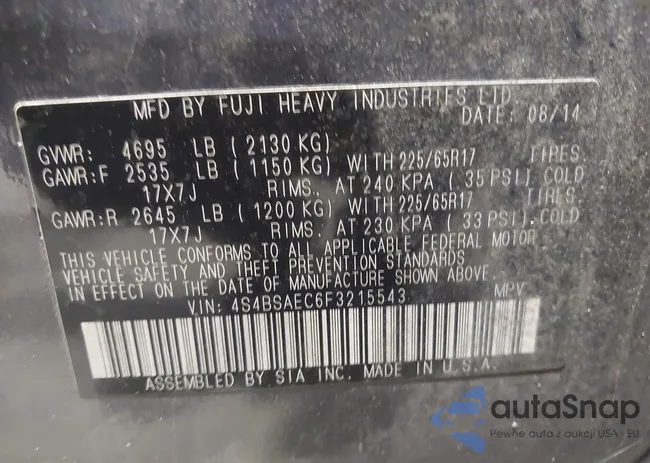 MFD BY FUJI HEAVY INDUSTRIES LTD.
DATE: 08/14
GVWR: 4695 LB ( 2130 KG)
GAWR:F 2535 LB ( 1150 KG) WITH 225/65R17 TIRES,
17X7J RIMS, AT 240 KPA ( 35 PSI) COLD
GAWR:R 2645 LB ( 1200 KG) WITH 225/65R17 TIRES,
17X7J RIMS, AT 230 KPA ( 33 PSI) COLD
THIS VEHICLE CONFORMS TO ALL APPLICABLE FEDERAL MOTOR
VEHICLE SAFETY AND THEFT PREVENTION STANDARDS
IN EFFECT ON THE DATE OF MANUFACTURE SHOWN ABOVE.
VIN: 4S4BSAEC6F3215543 MPV
ASSEMBLED BY SIA INC. MADE IN U.S.A.
autaSnap
Pewne auta z aukcji USA i EU